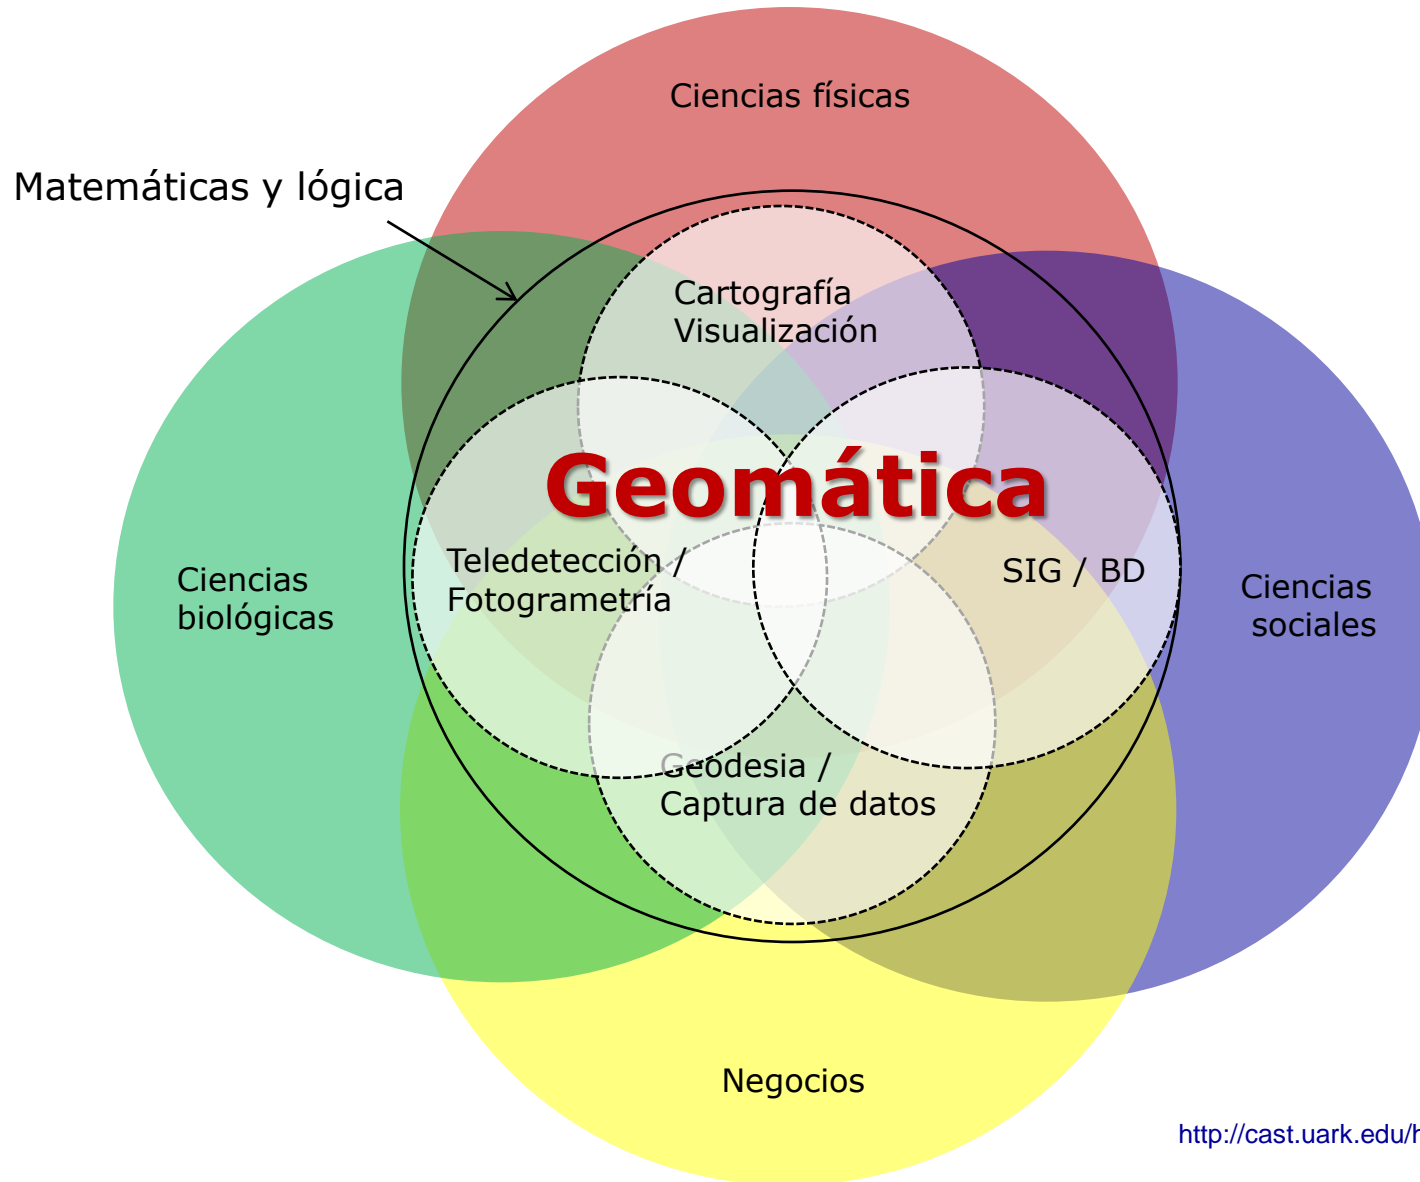 Ciencias físicas
Matemáticas y lógica
Cartografía
Visualización
Geomática
Teledetección /
Fotogrametría
SIG / BD
Ciencias
biológicas
Ciencias
sociales
Geodesia /
Captura de datos
Negocios
http://cast.uark.edu/h